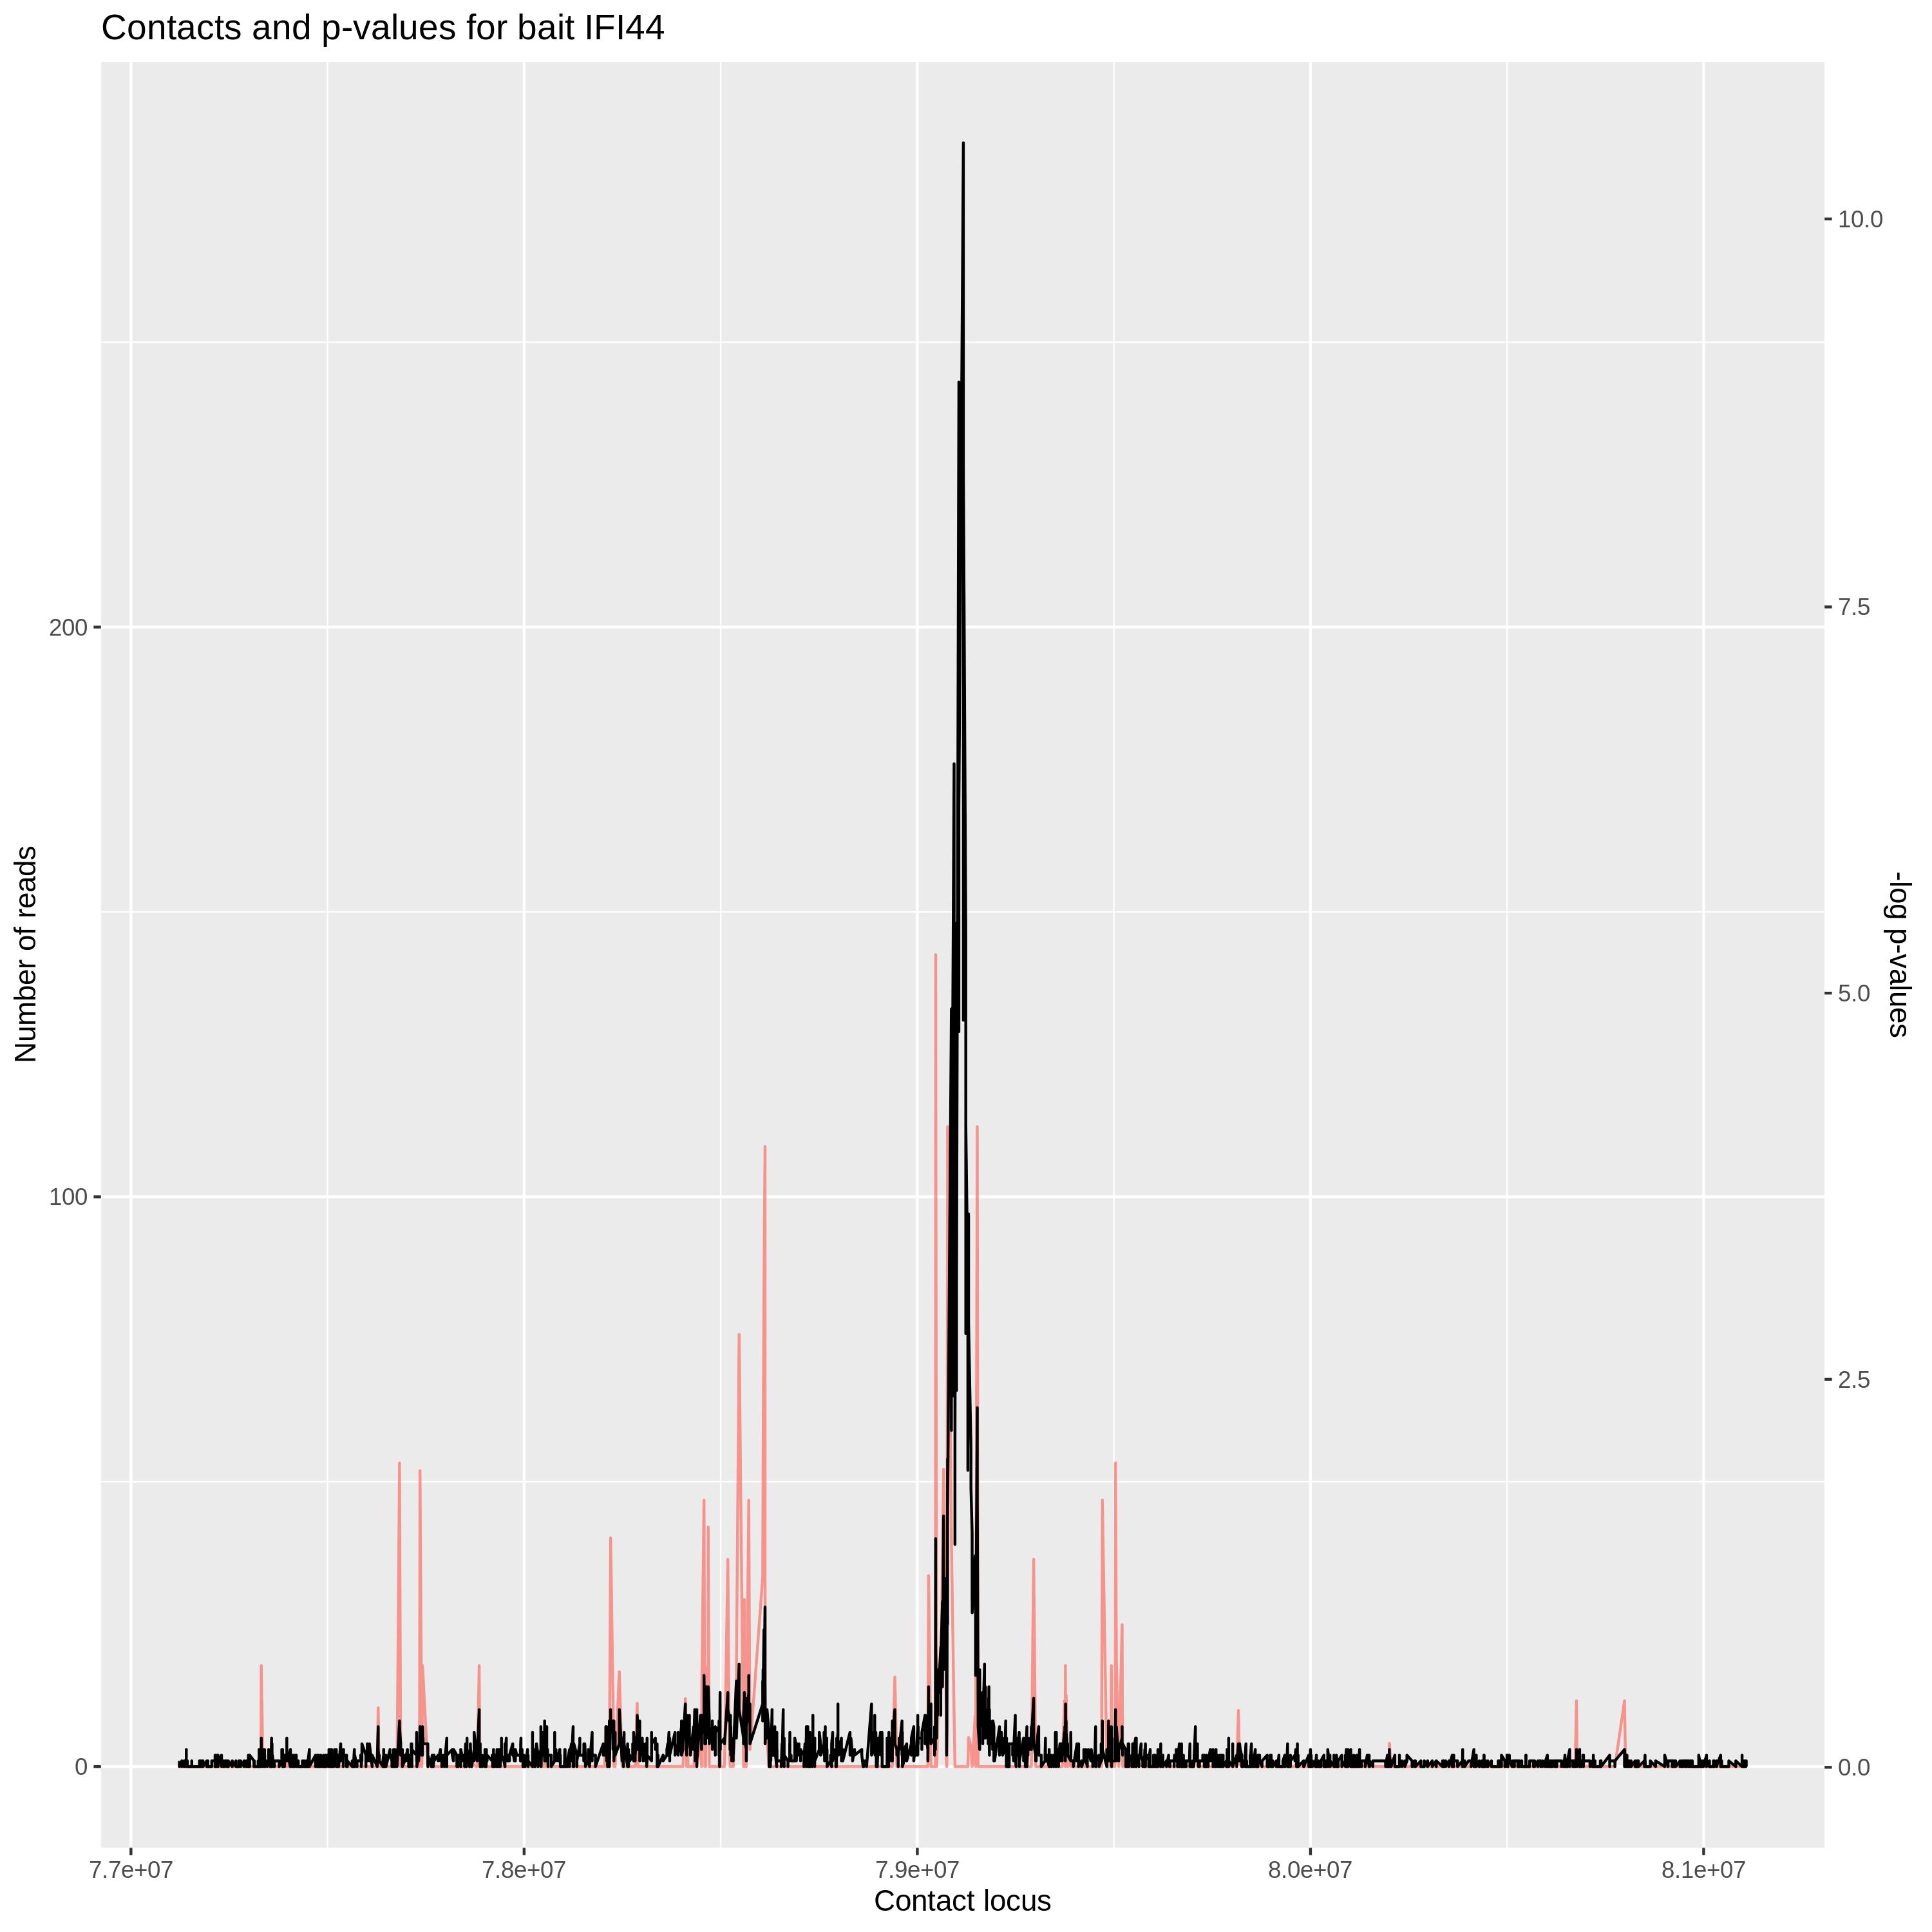 Contacts and p-values for bait IFI44
Number of reads
200
100
0
10.0
7.5
5.0
2.5
0.0
-log p-values
7.7e+07
7.8e+07
7.9e+07
8.0e+07
8.1e+07
Contact locus